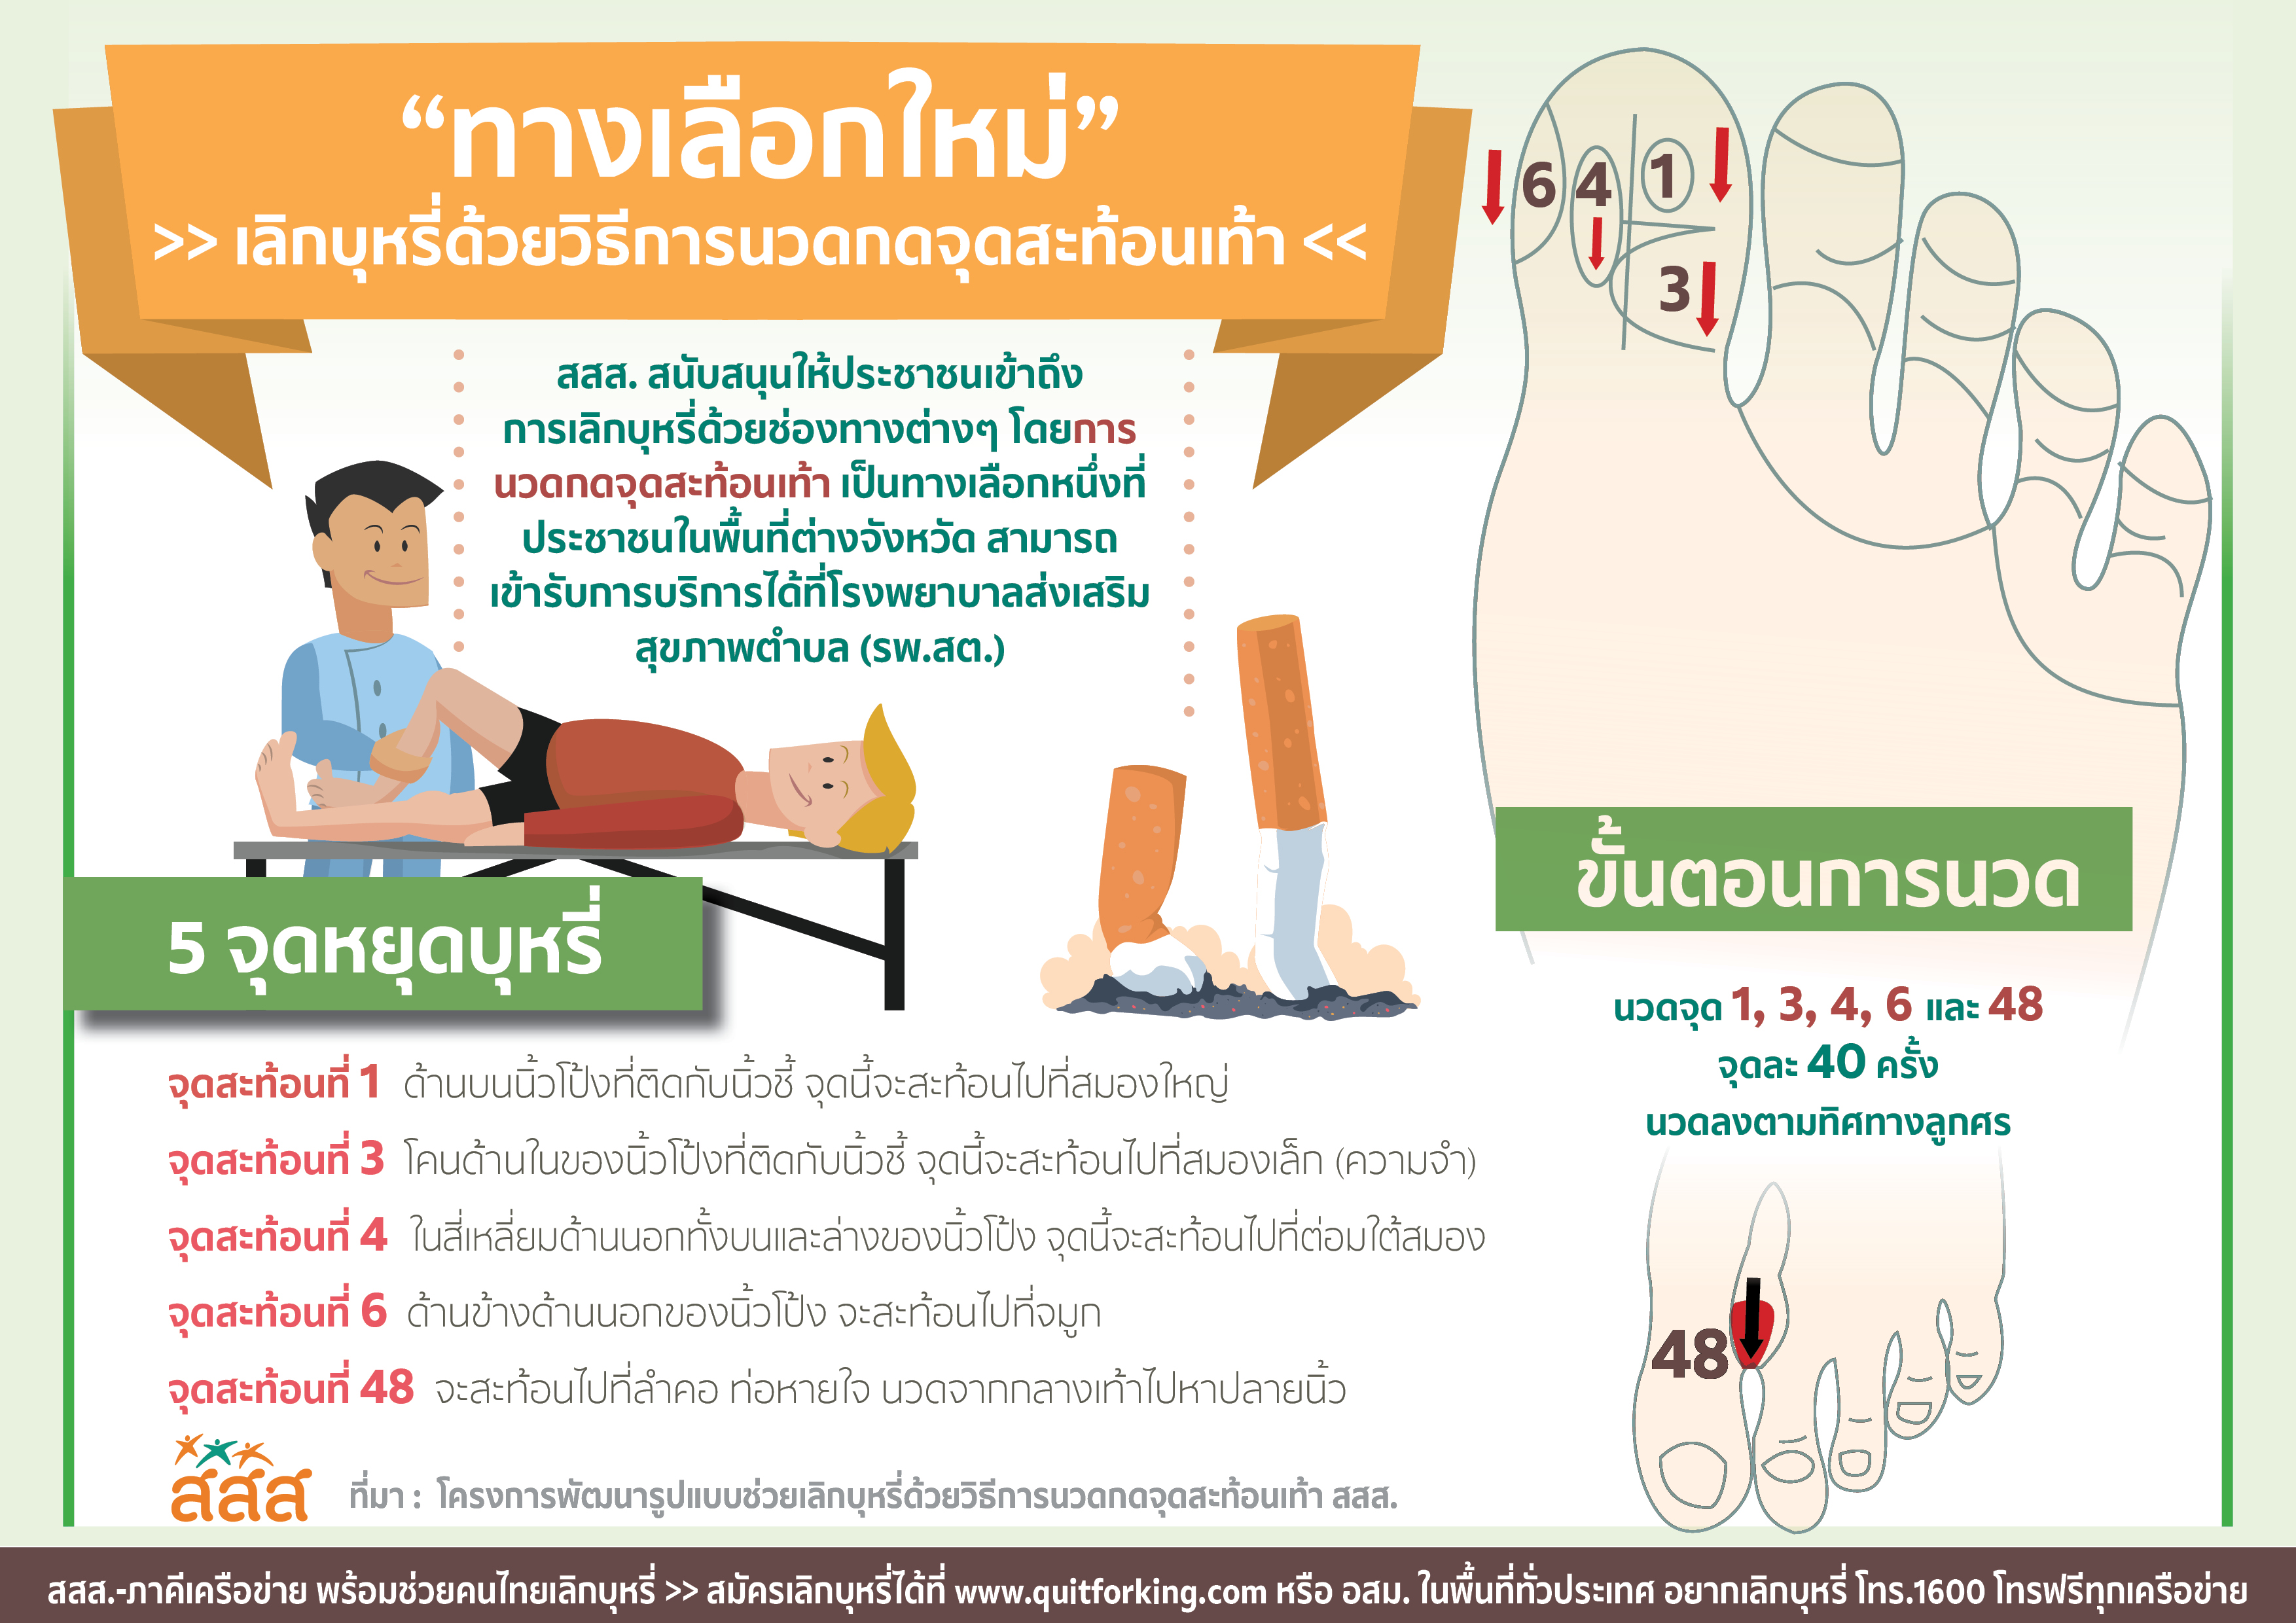 “ทางเลือกใหม่”
>> เลิกบุหรี่ด้วยวิธีการนวดกดจุดสะท้อนเท้า <<
สสส. สนับสนุนให้ประชาชนเข้าถึง
การเลิกบุหรี่ด้วยช่องทางต่างๆ โดยการ
นวดกดจุดสะท้อนเท้า เป็นทางเลือกหนึ่งที่
ประชาชนในพื้นที่ต่างจังหวัด สามารถ
เข้ารับการบริการได้ที่โรงพยาบาลส่งเสริม
สุขภาพตำบล (รพ.สต.)
6 4 1
3
5 จุดหยุดบุหรี่
จุดสะท้อนที่ 1 ด้านบนนิ้วโป้งที่ติดกับนิ้วชี้ จุดนี้จะสะท้อนไปที่สมองใหญ่
จุดสะท้อนที่ 3 โคนด้านในของนิ้วโป้งที่ติดกับนิ้วชี้ จุดนี้จะสะท้อนไปที่สมองเล็ก (ความจำ)
จุดสะท้อนที่ 4 ในสี่เหลี่ยมด้านนอกทั้งบนและล่างของนิ้วโป้ง จุดนี้จะสะท้อนไปที่ต่อมใต้สมอง
จุดสะท้อนที่ 6 ด้านข้างด้านนอกของนิ้วโป้ง จะสะท้อนไปที่จมูก
จุดสะท้อนที่ 48 จะสะท้อนไปที่ลำคอ ท่อหายใจ นวดจากกลางเท้าไปหาปลายนิ้ว
ขั้นตอนการนวด
นวดจุด 1, 3, 4, 6 และ 48
จุดละ 40 ครั้ง
นวดลงตามทิศทางลูกศร
48
สสส
ที่มา : โครงการพัฒนารูปแบบช่วยเลิกบุหรี่ด้วยวิธีการนวดกดจุดสะท้อนเท้า สสส.
สสส.-ภาคีเครือข่าย พร้อมช่วยคนไทยเลิกบุหรี่ >> สมัครเลิกบุหรี่ได้ที่ www.quitforking.com หรือ อสม. ในพื้นที่ทั่วประเทศ อยากเลิกบุหรี่ โทร.1600 โทรฟรีทุกเครือข่าย